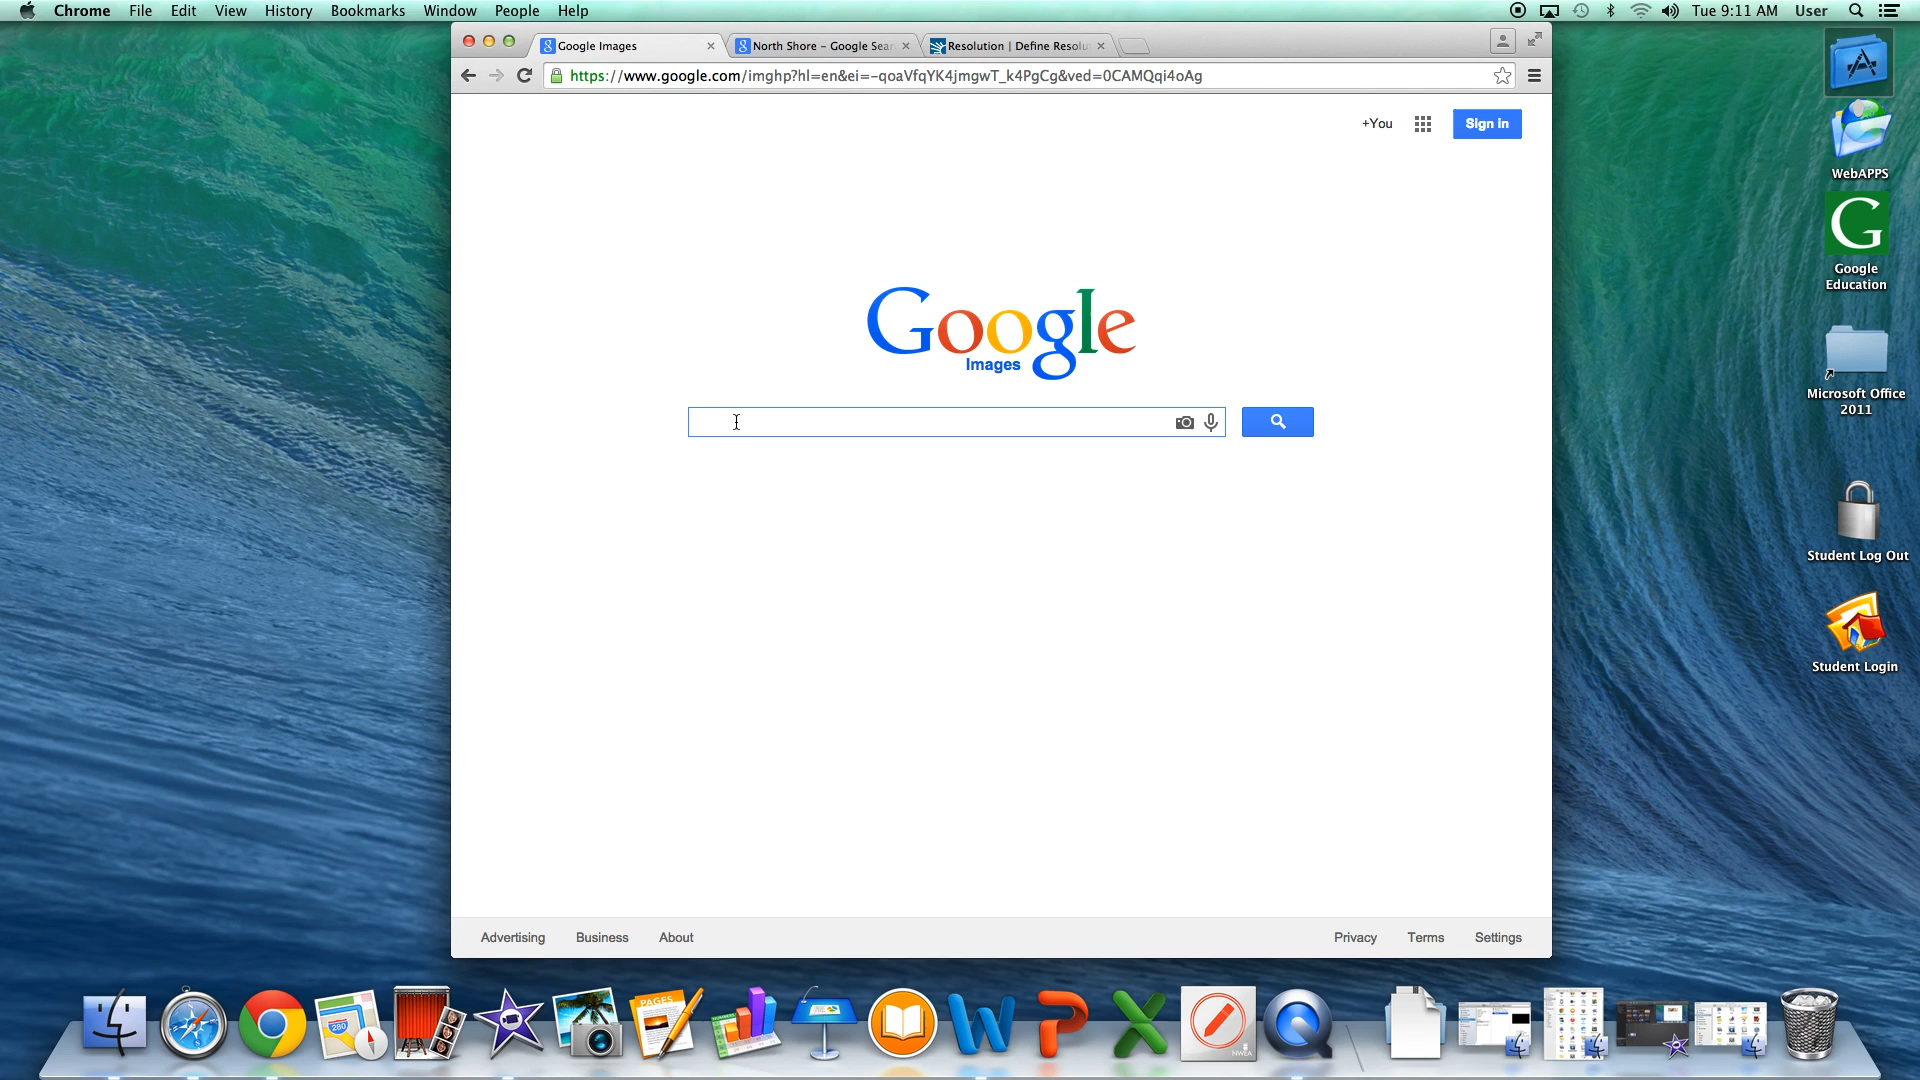 Chrome File Edit View History Bookmarks Window People Help
Tue 9:11 AM User
Google Images
North Shore – Google Sear
Resolution | Define Resolu
https://www.google.com/imghp?hl=en&ei=-qoaVfqYK4jmgwT_k4PgCg&ved=0CAMQqi4oAg
+You
Sign in
Google
Images
Advertising Business About
Privacy Terms Settings
WebAPPS
G
Google
Education
Microsoft Office
2011
Student Log Out
Student Login
280
PAGES
NWEA